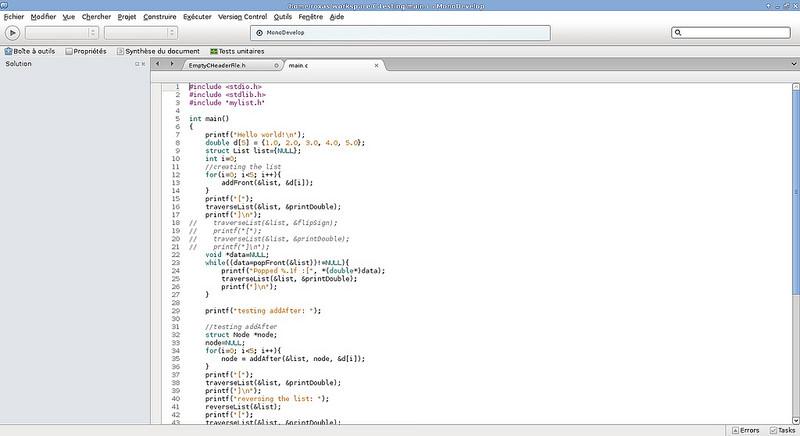 /home/roxas/workspace/C-testing/main.c - MonoDevelop
Fichier Modifier Vue Chercher Projet Construire Exécuter Version Control Outils Fenêtre Aide
MonoDevelop
Boîte à outils Propriétés Synthèse du document Tests unitaires
Solution
EmptyCHeaderFile.h main.c
1 #include <stdio.h>
2 #include <stdlib.h>
3 #include "mylist.h"
4
5 int main()
6 {
7 printf("Hello world!\n");
8 double d[5] = {1.0, 2.0, 3.0, 4.0, 5.0};
9 struct List list={NULL};
10 int i=0;
11 //creating the list
12 for(i=0; i<5; i++){
13 addFront(&list, &d[i]);
14 }
15 printf("[");
16 traverseList(&list, &printDouble);
17 printf("]\n");
18 // traverseList(&list, &flipSign);
19 // printf("[");
20 // traverseList(&list, &printDouble);
21 // printf("]\n");
22 void *data=NULL;
23 while((data=popFront(&list))!=NULL){
24 printf("Popped %.1f :[", *(double*)data);
25 traverseList(&list, &printDouble);
26 printf("]\n");
27 }
28
29 printf("testing addAfter: ");
30
31 //testing addAfter
32 struct Node *node;
33 node=NULL;
34 for(i=0; i<5; i++){
35 node = addAfter(&list, node, &d[i]);
36 }
37 printf("[");
38 traverseList(&list, &printDouble);
39 printf("]\n");
40 printf("reversing the list: ");
41 reverseList(&list);
42 printf("[");
43 traverseList(&list, &printDouble);
Errors Tasks